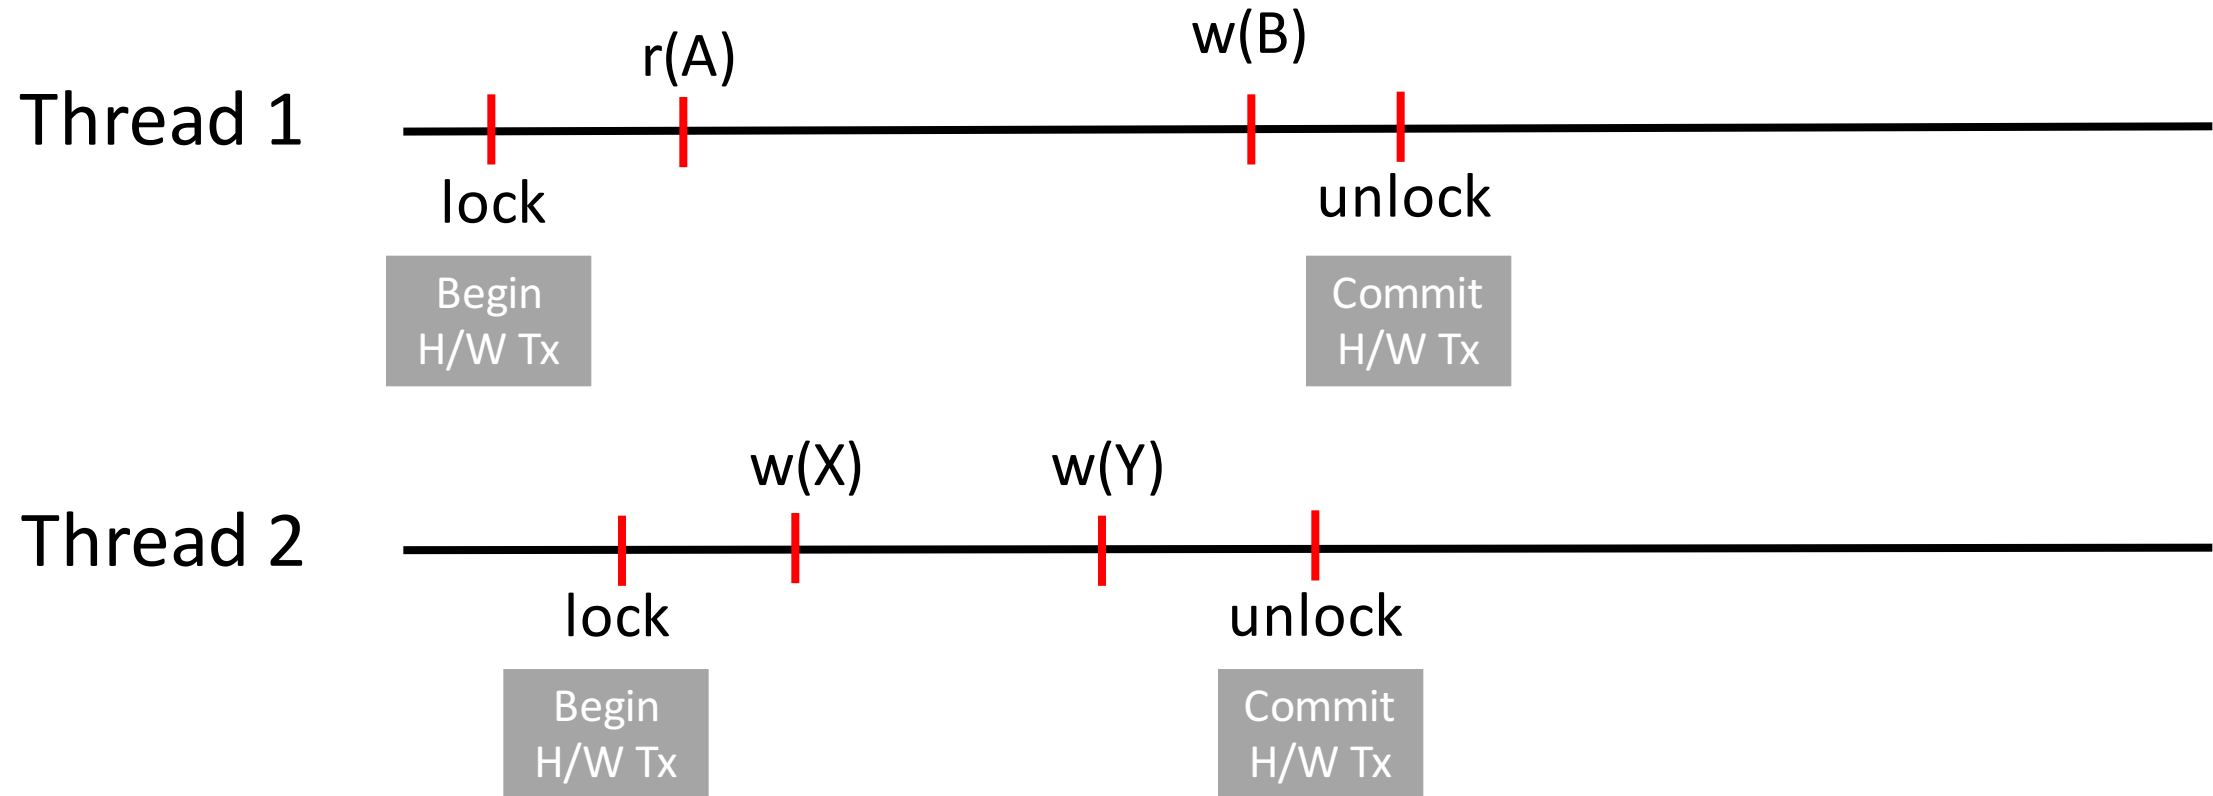 r(A)
w(B)
Thread 1
lock
unlock
Begin
H/W Tx
Commit
H/W Tx
w(X)
w(Y)
Thread 2
lock
unlock
Begin
H/W Tx
Commit
H/W Tx